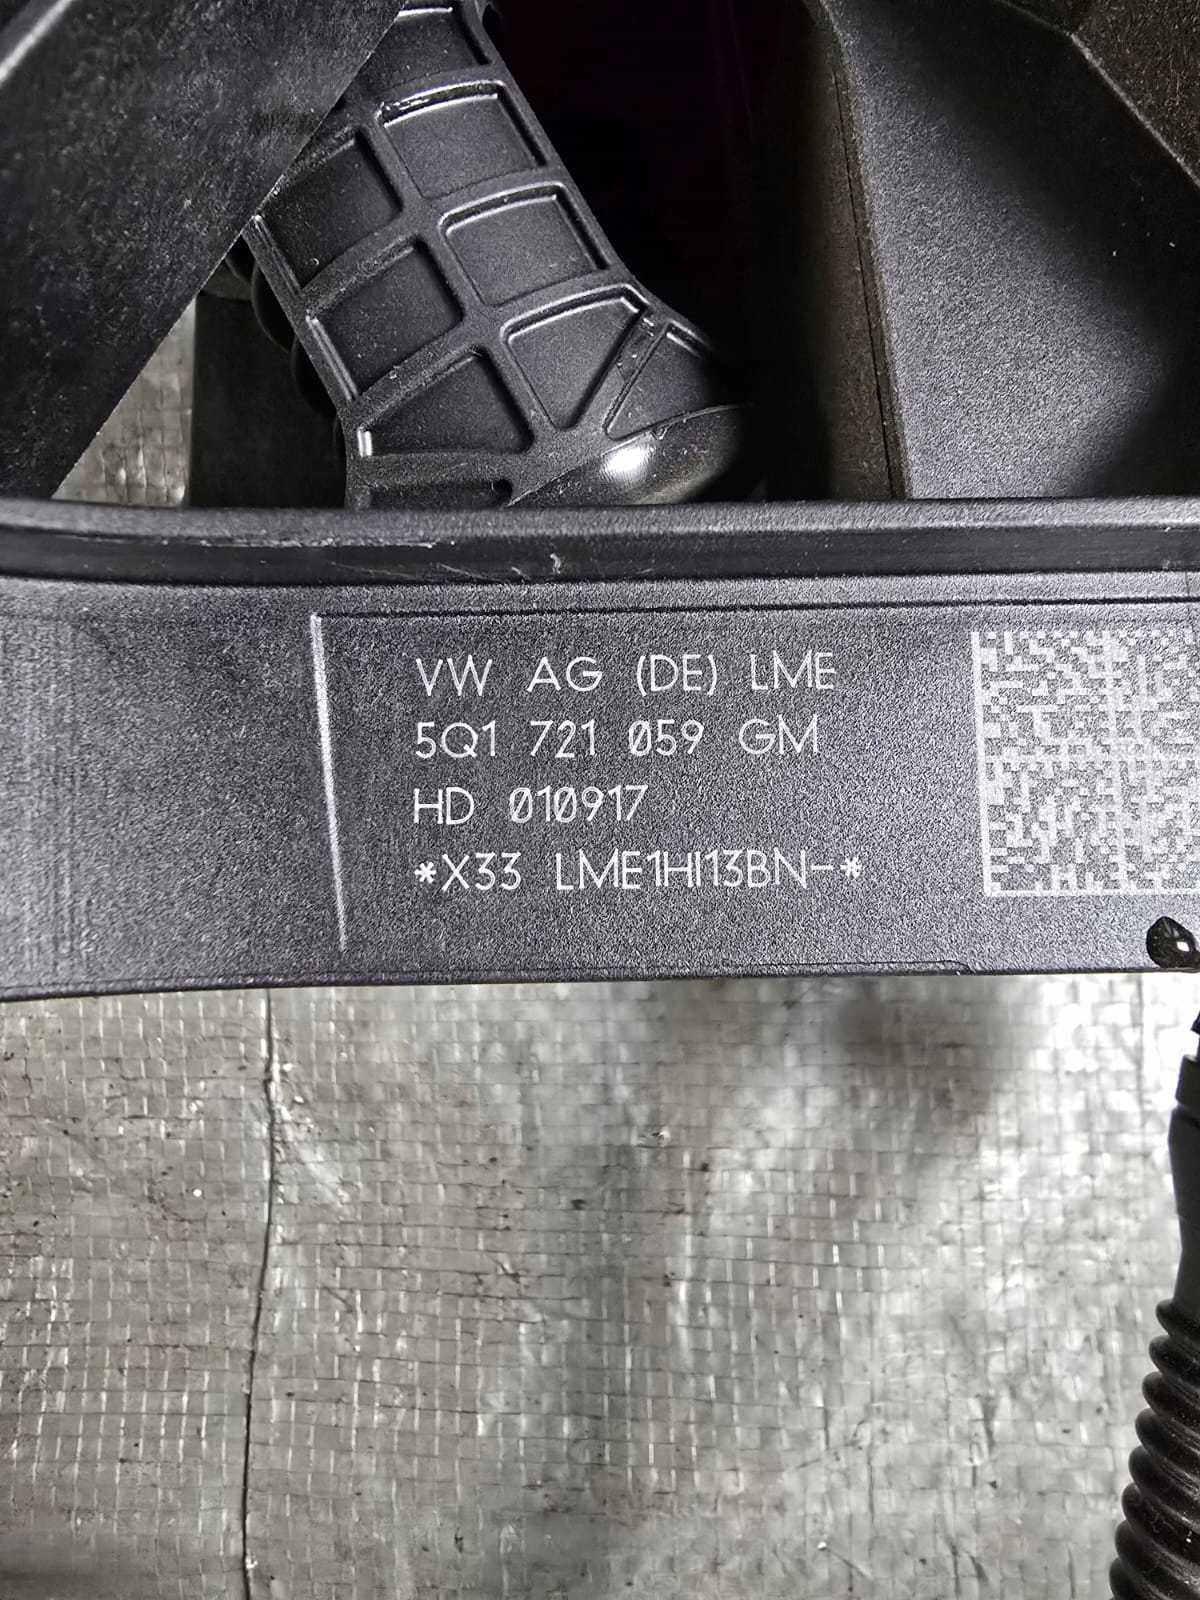 VW AG (DE) LME
5Q1 721 059 GM
HD 010917
*X33 LME1HI13BN-*